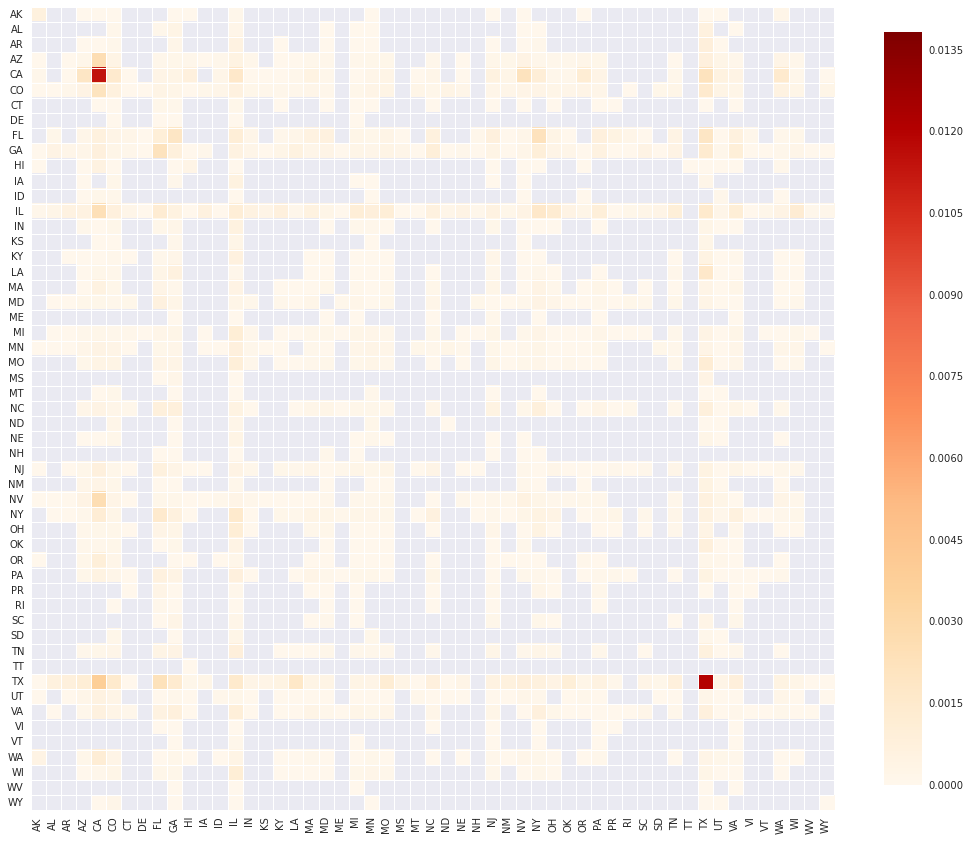 AK
AL
AR
AZ
CA
CO
CT
DE
FL
GA
HI
IA
ID
IL
IN
KS
KY
LA
MA
MD
ME
MI
MN
MO
MS
MT
NC
ND
NE
NH
NJ
NM
NV
NY
OH
OK
OR
PA
PR
RI
SC
SD
TN
TT
TX
UT
VA
VI
VT
WA
WI
WV
WY
AK AL AR AZ CA CO CT DE FL GA HI IA ID IL IN KS KY LA MA MD ME MI MN MO MS MT NC ND NE NH NJ NM NV NY OH OK OR PA PR RI SC SD TN TT TX UT VA VI VT WA WI WV WY
0.0135
0.0120
0.0105
0.0090
0.0075
0.0060
0.0045
0.0030
0.0015
0.0000